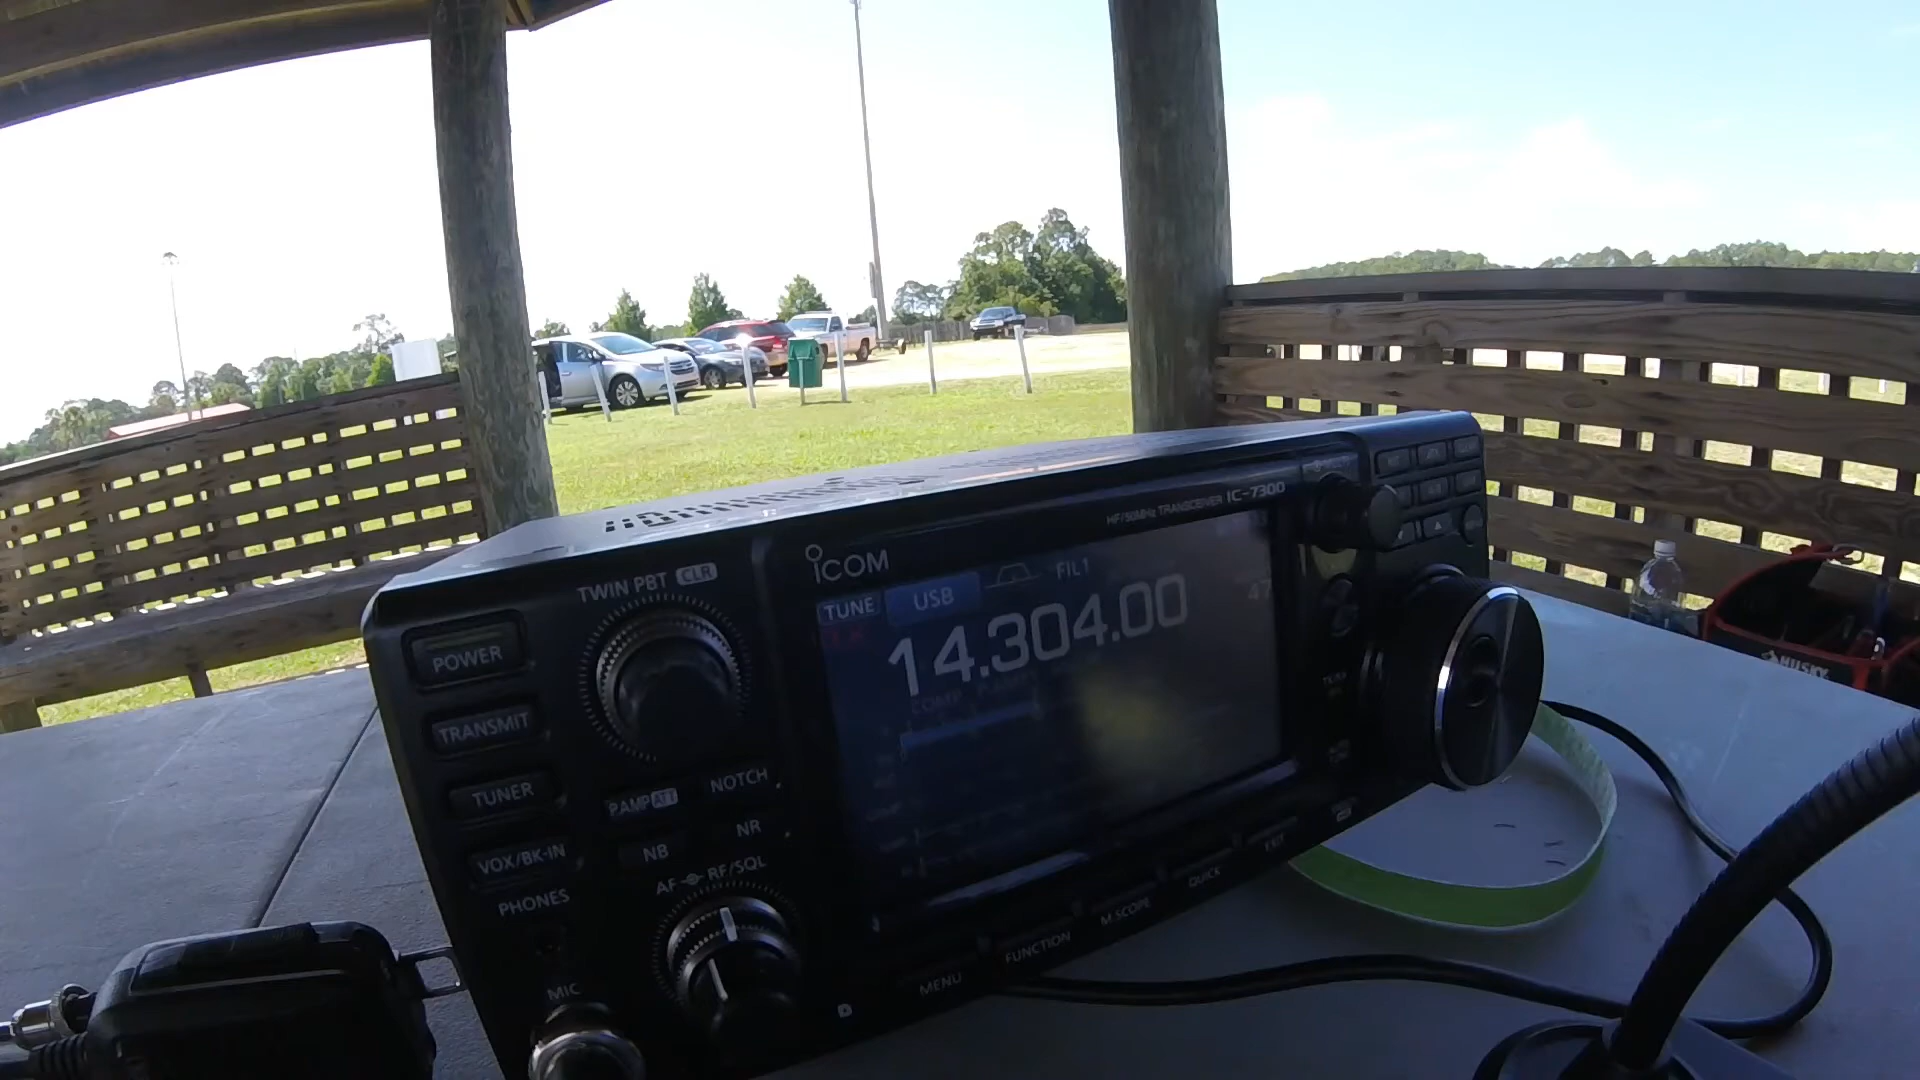 HF/50MHz TRANSCEIVER IC-7300
ICOM
TWIN PBT CLR
TUNE USB FIL1
14.304.00
47
POWER
TRANSMIT
TUNER
VOX/BK-IN
P.AMP ATT NOTCH
NB NR
AF RF/SQL
PHONES
MIC
MENU FUNCTION M.SCOPE QUICK EXIT
HUSKY